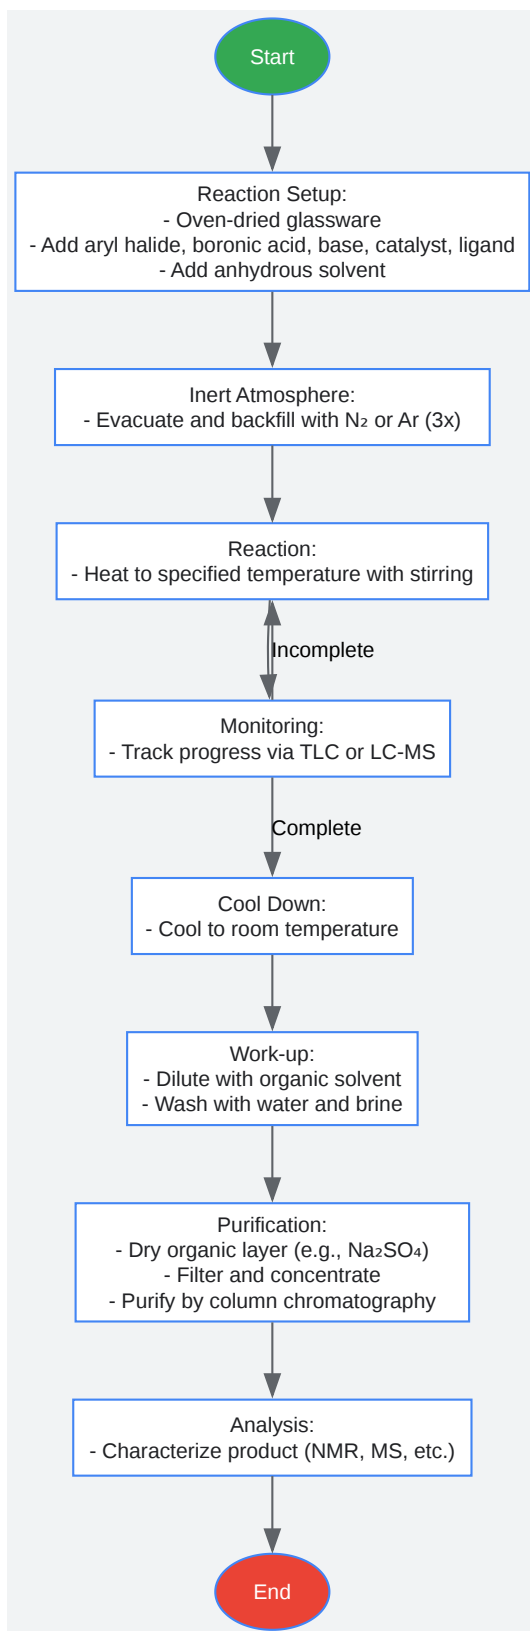 Start
Reaction Setup:
- Oven-dried glassware
- Add aryl halide, boronic acid, base, catalyst, ligand
- Add anhydrous solvent
Inert Atmosphere:
- Evacuate and backfill with N₂ or Ar (3x)
Reaction:
- Heat to specified temperature with stirring
Incomplete
Monitoring:
- Track progress via TLC or LC-MS
Complete
Cool Down:
- Cool to room temperature
Work-up:
- Dilute with organic solvent
- Wash with water and brine
Purification:
- Dry organic layer (e.g., Na₂SO₄)
- Filter and concentrate
- Purify by column chromatography
Analysis:
- Characterize product (NMR, MS, etc.)
End